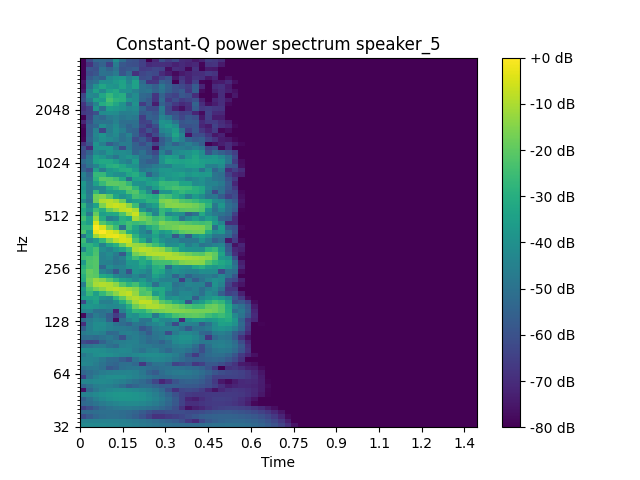 Constant-Q power spectrum speaker_5
+0 dB
-10 dB
-20 dB
-30 dB
-40 dB
-50 dB
-60 dB
-70 dB
-80 dB
2048
1024
512
256
128
64
32
Hz
0 0.15 0.3 0.45 0.6 0.75 0.9 1.1 1.2 1.4
Time